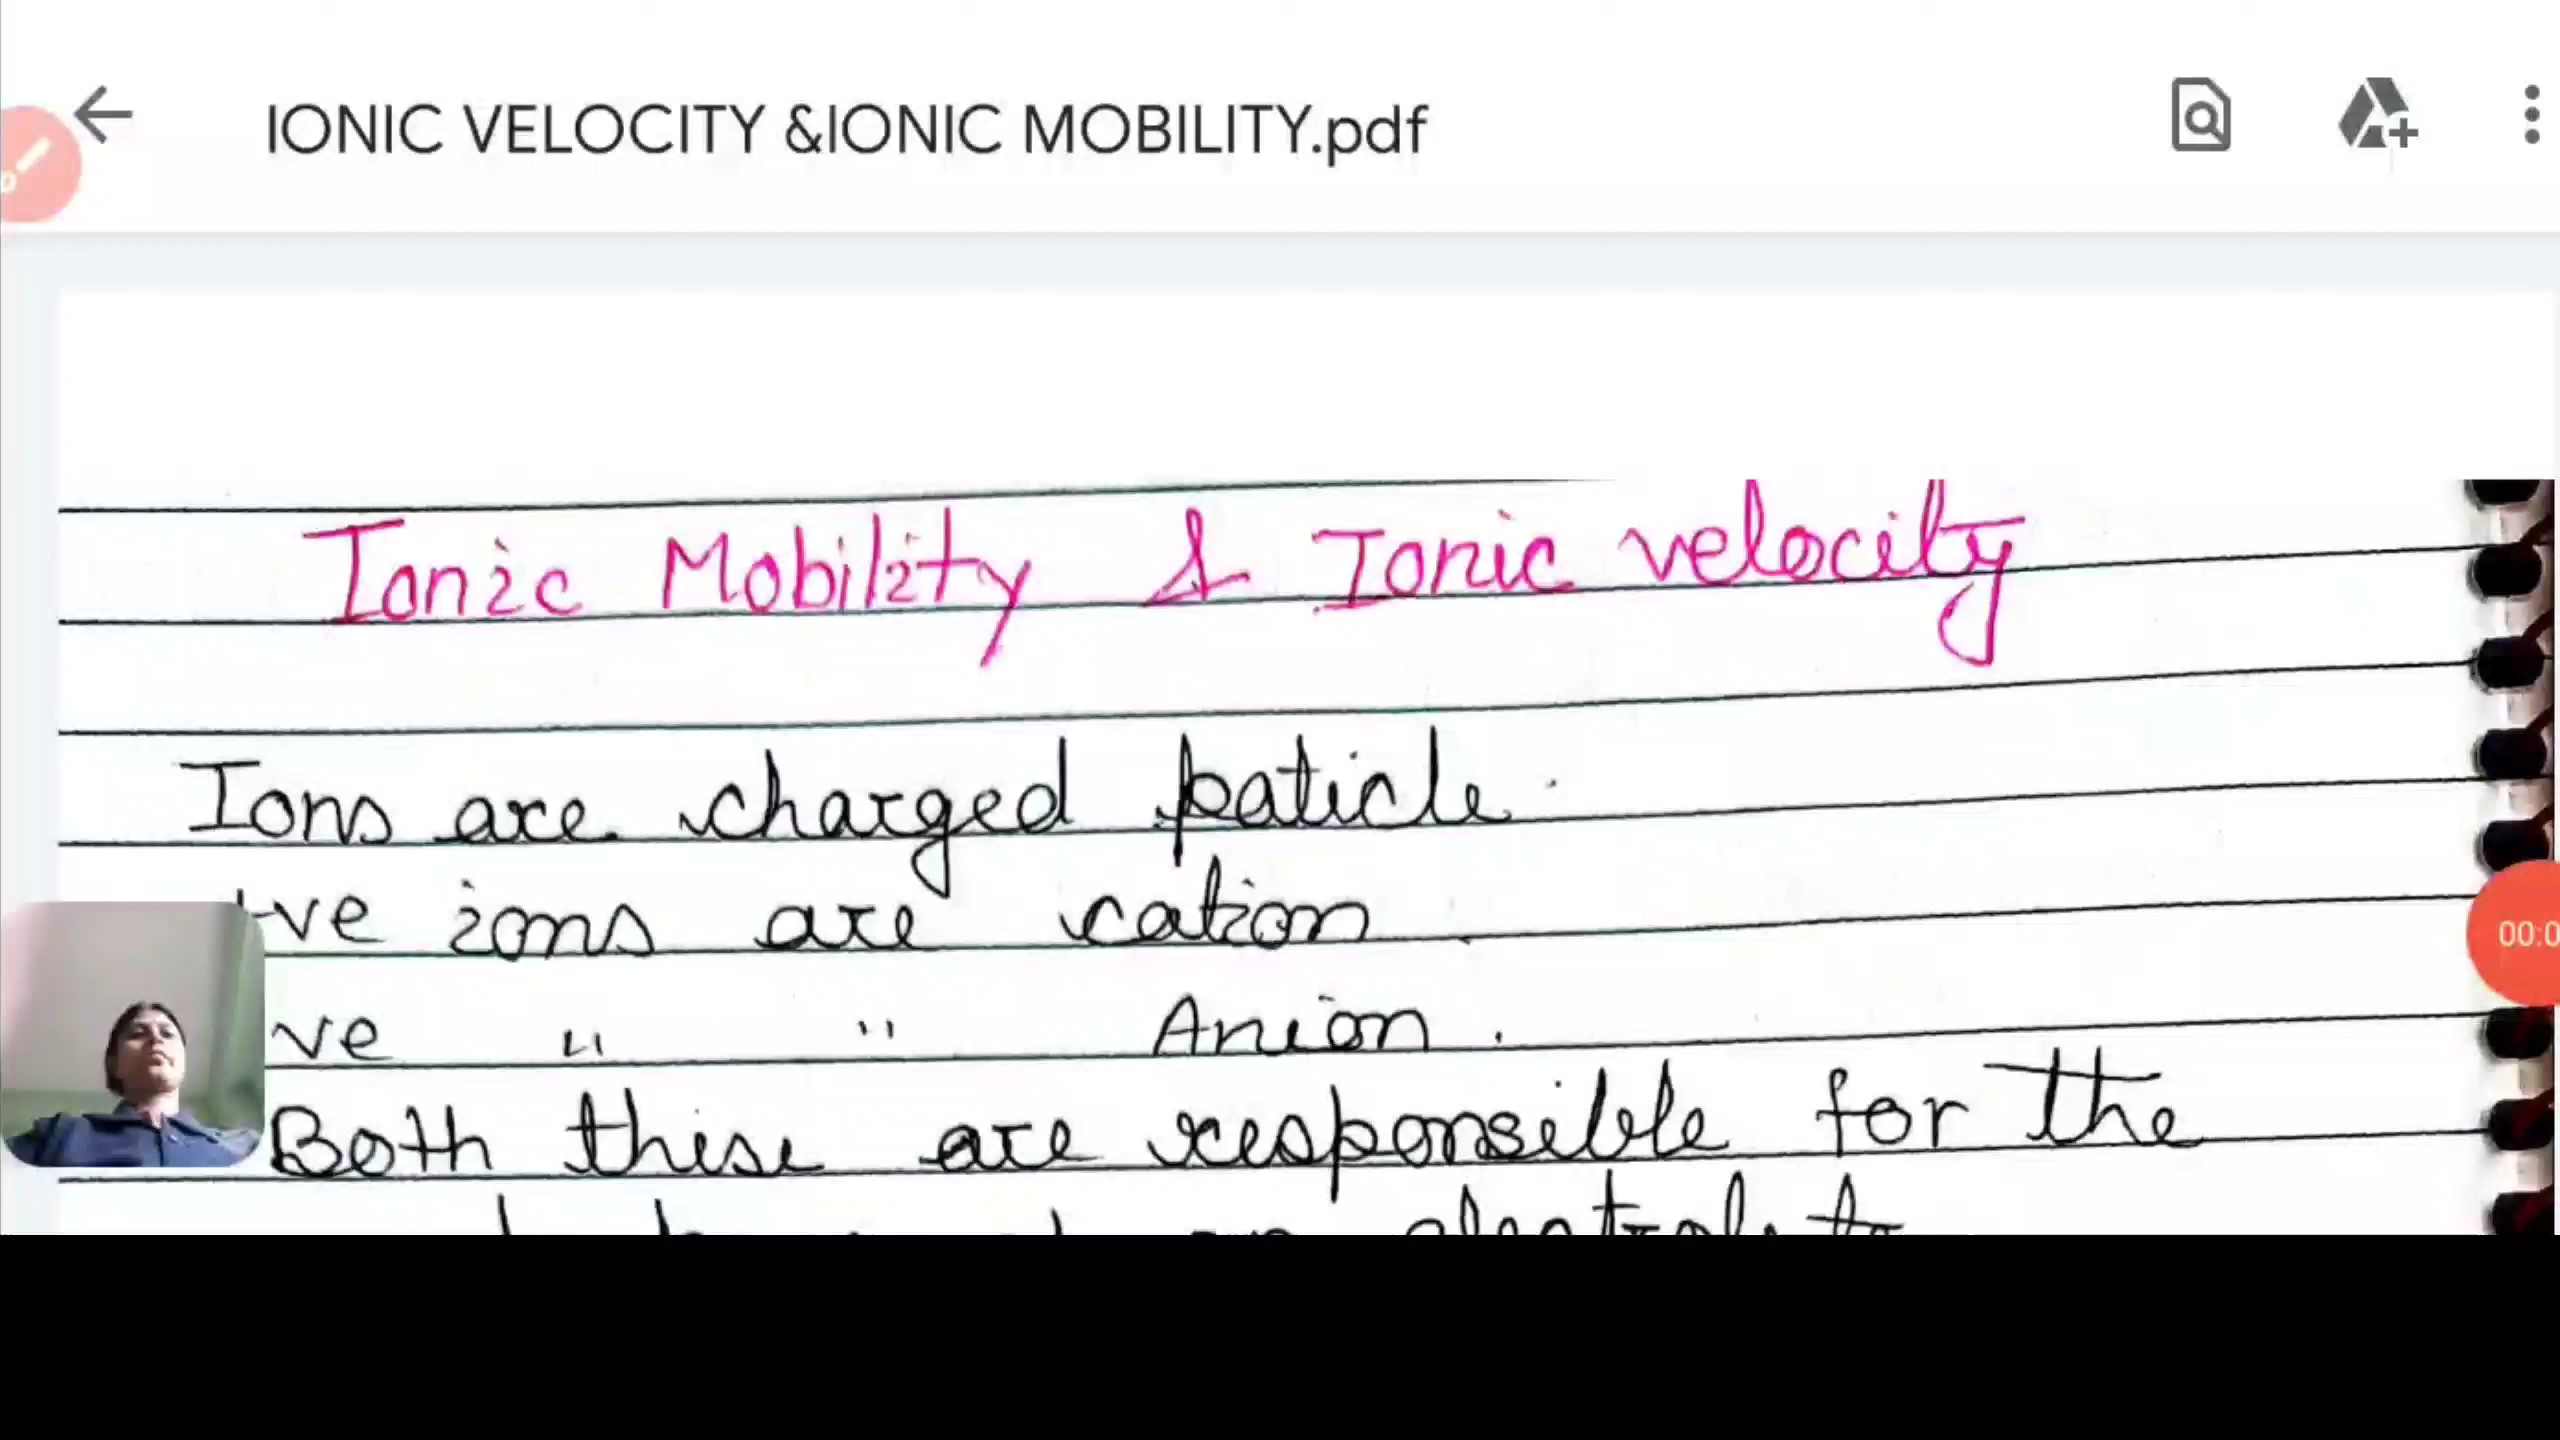 IONIC VELOCITY &IONIC MOBILITY.pdf
Ionic Mobility & Ionic velocity
Ions are charged paticle.
+ve ions are cation
ve " " Anion.
00:0
Both these are responsible for the
electrolyte